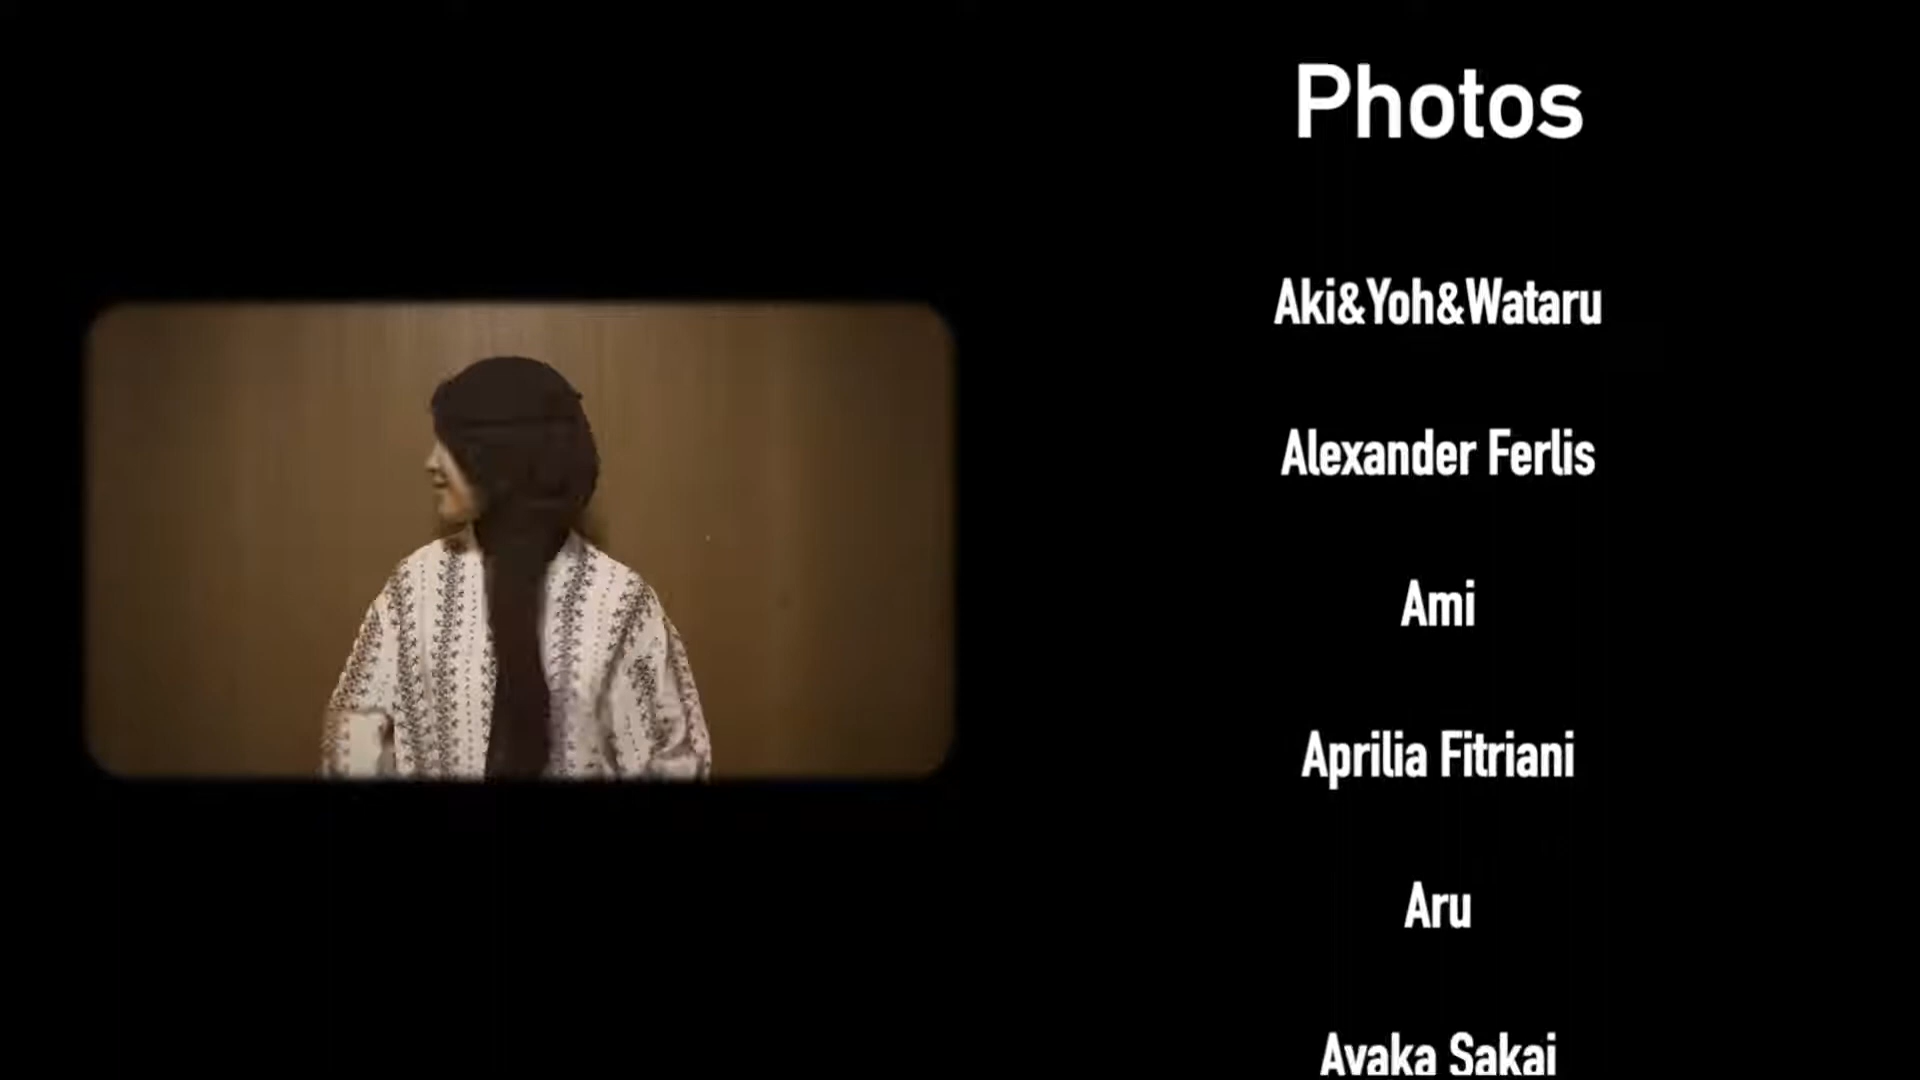 Photos
Aki&Yoh&Wataru
Alexander Ferlis
Ami
Aprilia Fitriani
Aru
Ayaka Sakai